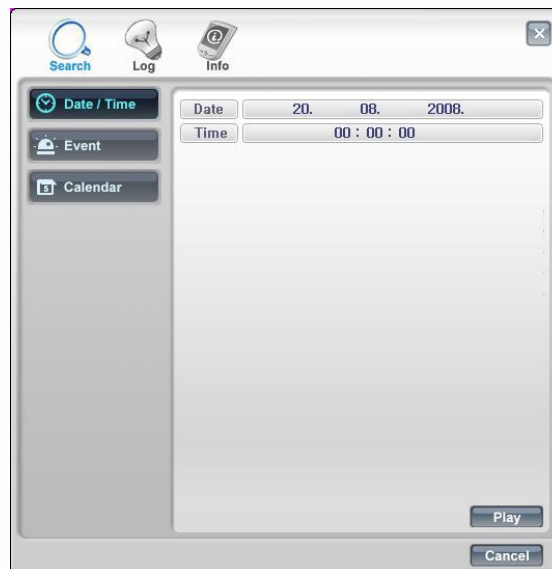 Search Log Info
Date / Time
Event
Calendar
Date 20. 08. 2008.
Time 00 : 00 : 00
Play
Cancel